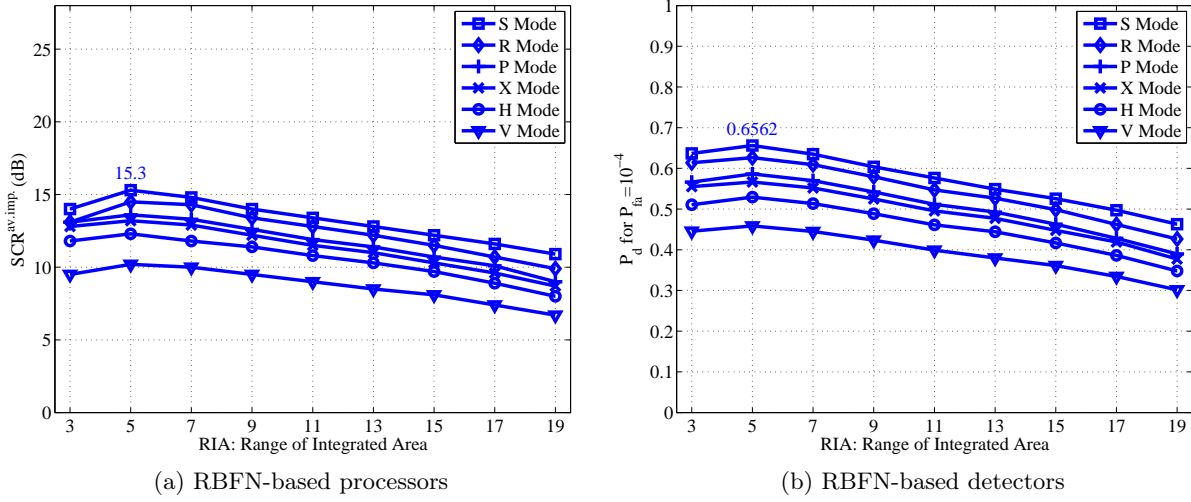 25
20
15
10
5
0
SCR^av.imp. (dB)
15.3
S Mode
R Mode
P Mode
X Mode
H Mode
V Mode
3 5 7 9 11 13 15 17 19
RIA: Range of Integrated Area
(a) RBFN-based processors
1
0.9
0.8
0.7
0.6
0.5
0.4
0.3
0.2
0.1
0
P_d for P_fa=10^−4
0.6562
S Mode
R Mode
P Mode
X Mode
H Mode
V Mode
3 5 7 9 11 13 15 17 19
RIA: Range of Integrated Area
(b) RBFN-based detectors